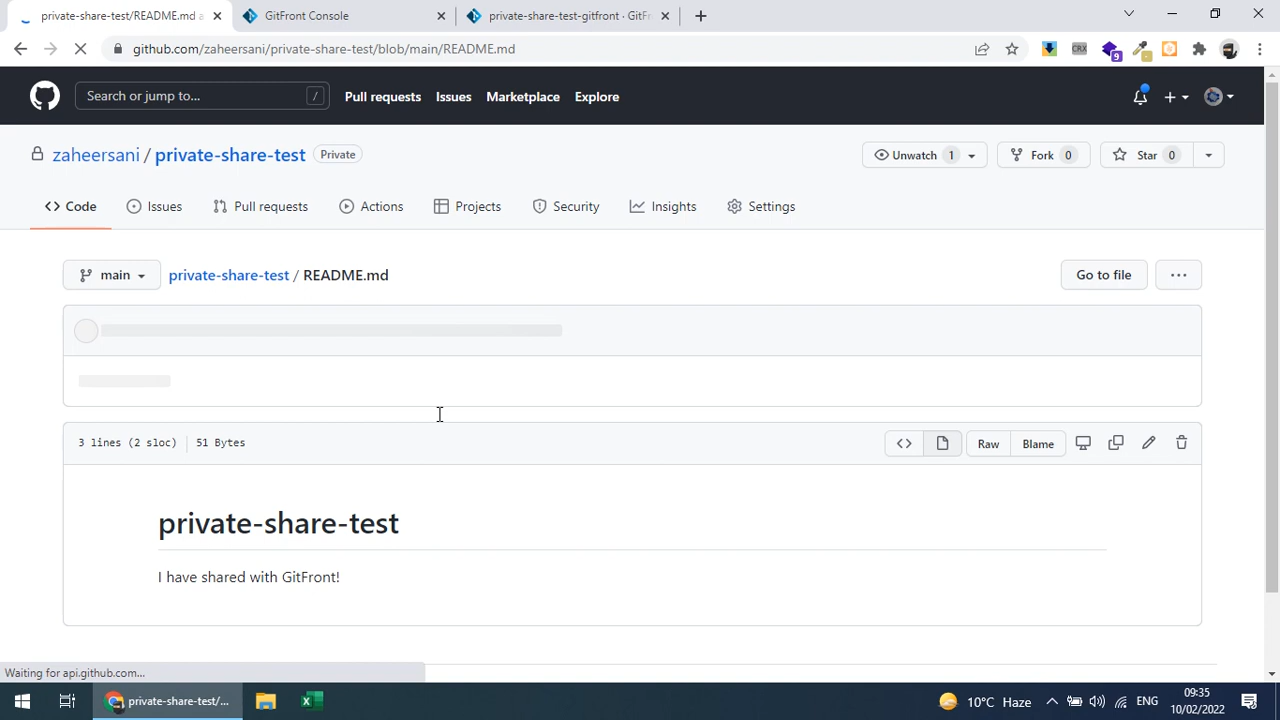 private-share-test/README.md a
GitFront Console
private-share-test-gitfront · GitFr
github.com/zaheersani/private-share-test/blob/main/README.md
CRX
9
Search or jump to...
/
Pull requests
Issues
Marketplace
Explore
zaheersani / private-share-test
Private
Unwatch 1
Fork 0
Star 0
Code
Issues
Pull requests
Actions
Projects
Security
Insights
Settings
main
private-share-test / README.md
Go to file
3 lines (2 sloc)
51 Bytes
Raw
Blame
private-share-test
I have shared with GitFront!
Waiting for api.github.com...
private-share-test/...
10°C Haze
ENG
09:35
10/02/2022